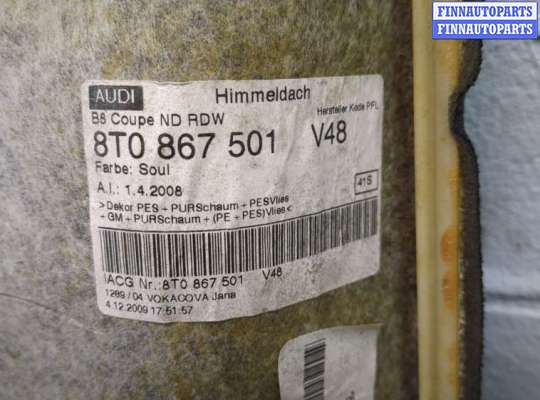 FINNAUTOPARTS
FINNAUTOPARTS
AUDI Himmeldach
B8 Coupe ND RDW Hersteller Kode PFL
8T0 867 501 V48
Farbe: Soul
A.I.: 1.4.2008
41S
>Dekor PES + PURSchaum + PESVlies
+GM + PURSchaum + (PE + PES)Vlies<
IACG Nr.:8T0 867 501 V48
1289/04 VOKACOVA Jana
4.12.2009 17:51:57